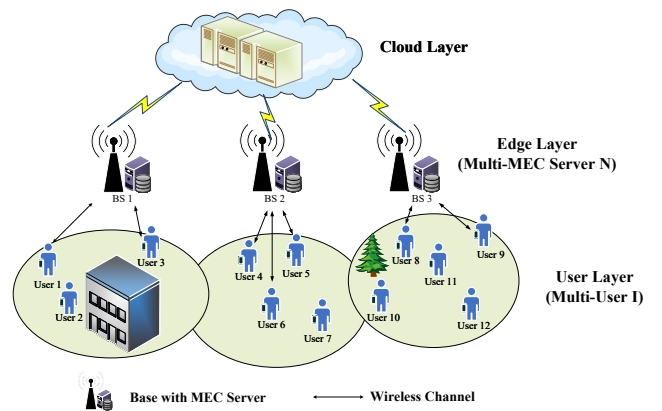 Cloud Layer
Edge Layer
(Multi-MEC Server N)
BS 1
BS 2
BS 3
User 1
User 2
User 3
User 4
User 5
User 6
User 7
User 8
User 9
User 10
User 11
User 12
User Layer
(Multi-User I)
Base with MEC Server
Wireless Channel